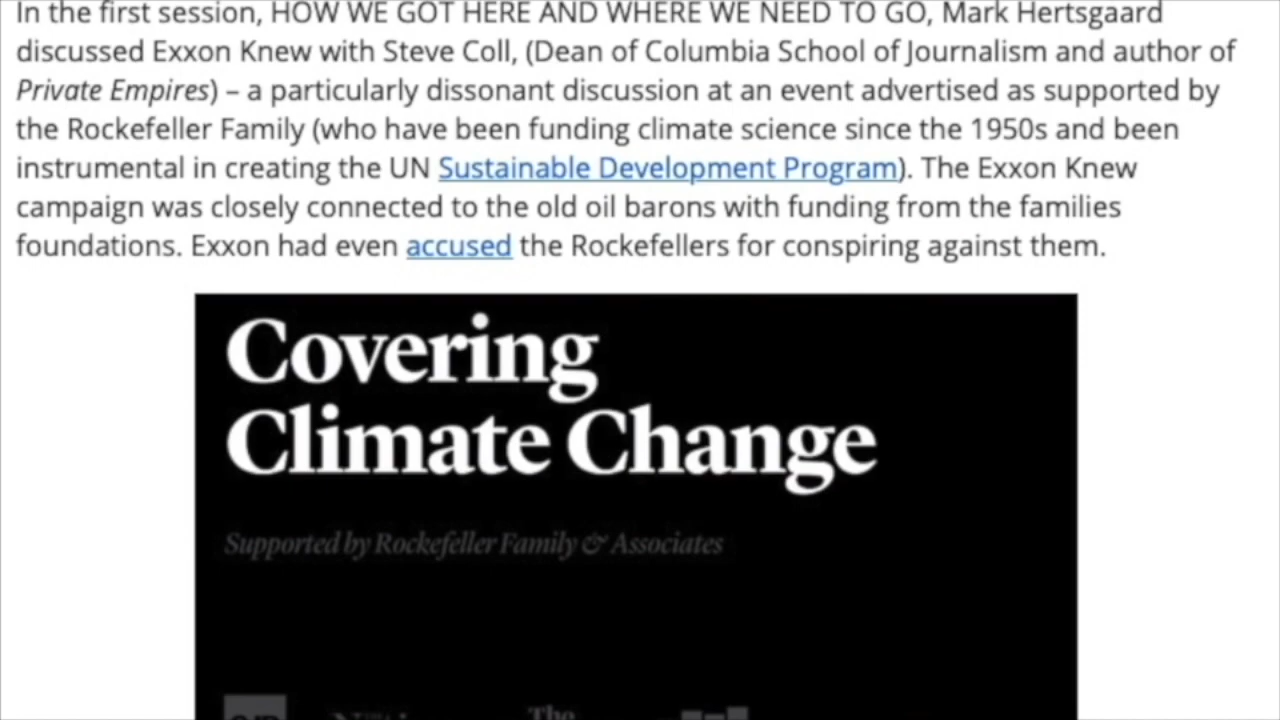 In the first session, HOW WE GOT HERE AND WHERE WE NEED TO GO, Mark Hertsgaard
discussed Exxon Knew with Steve Coll, (Dean of Columbia School of Journalism and author of
Private Empires) – a particularly dissonant discussion at an event advertised as supported by
the Rockefeller Family (who have been funding climate science since the 1950s and been
instrumental in creating the UN Sustainable Development Program). The Exxon Knew
campaign was closely connected to the old oil barons with funding from the families
foundations. Exxon had even accused the Rockefellers for conspiring against them.
Covering
Climate Change
Supported by Rockefeller Family & Associates
The